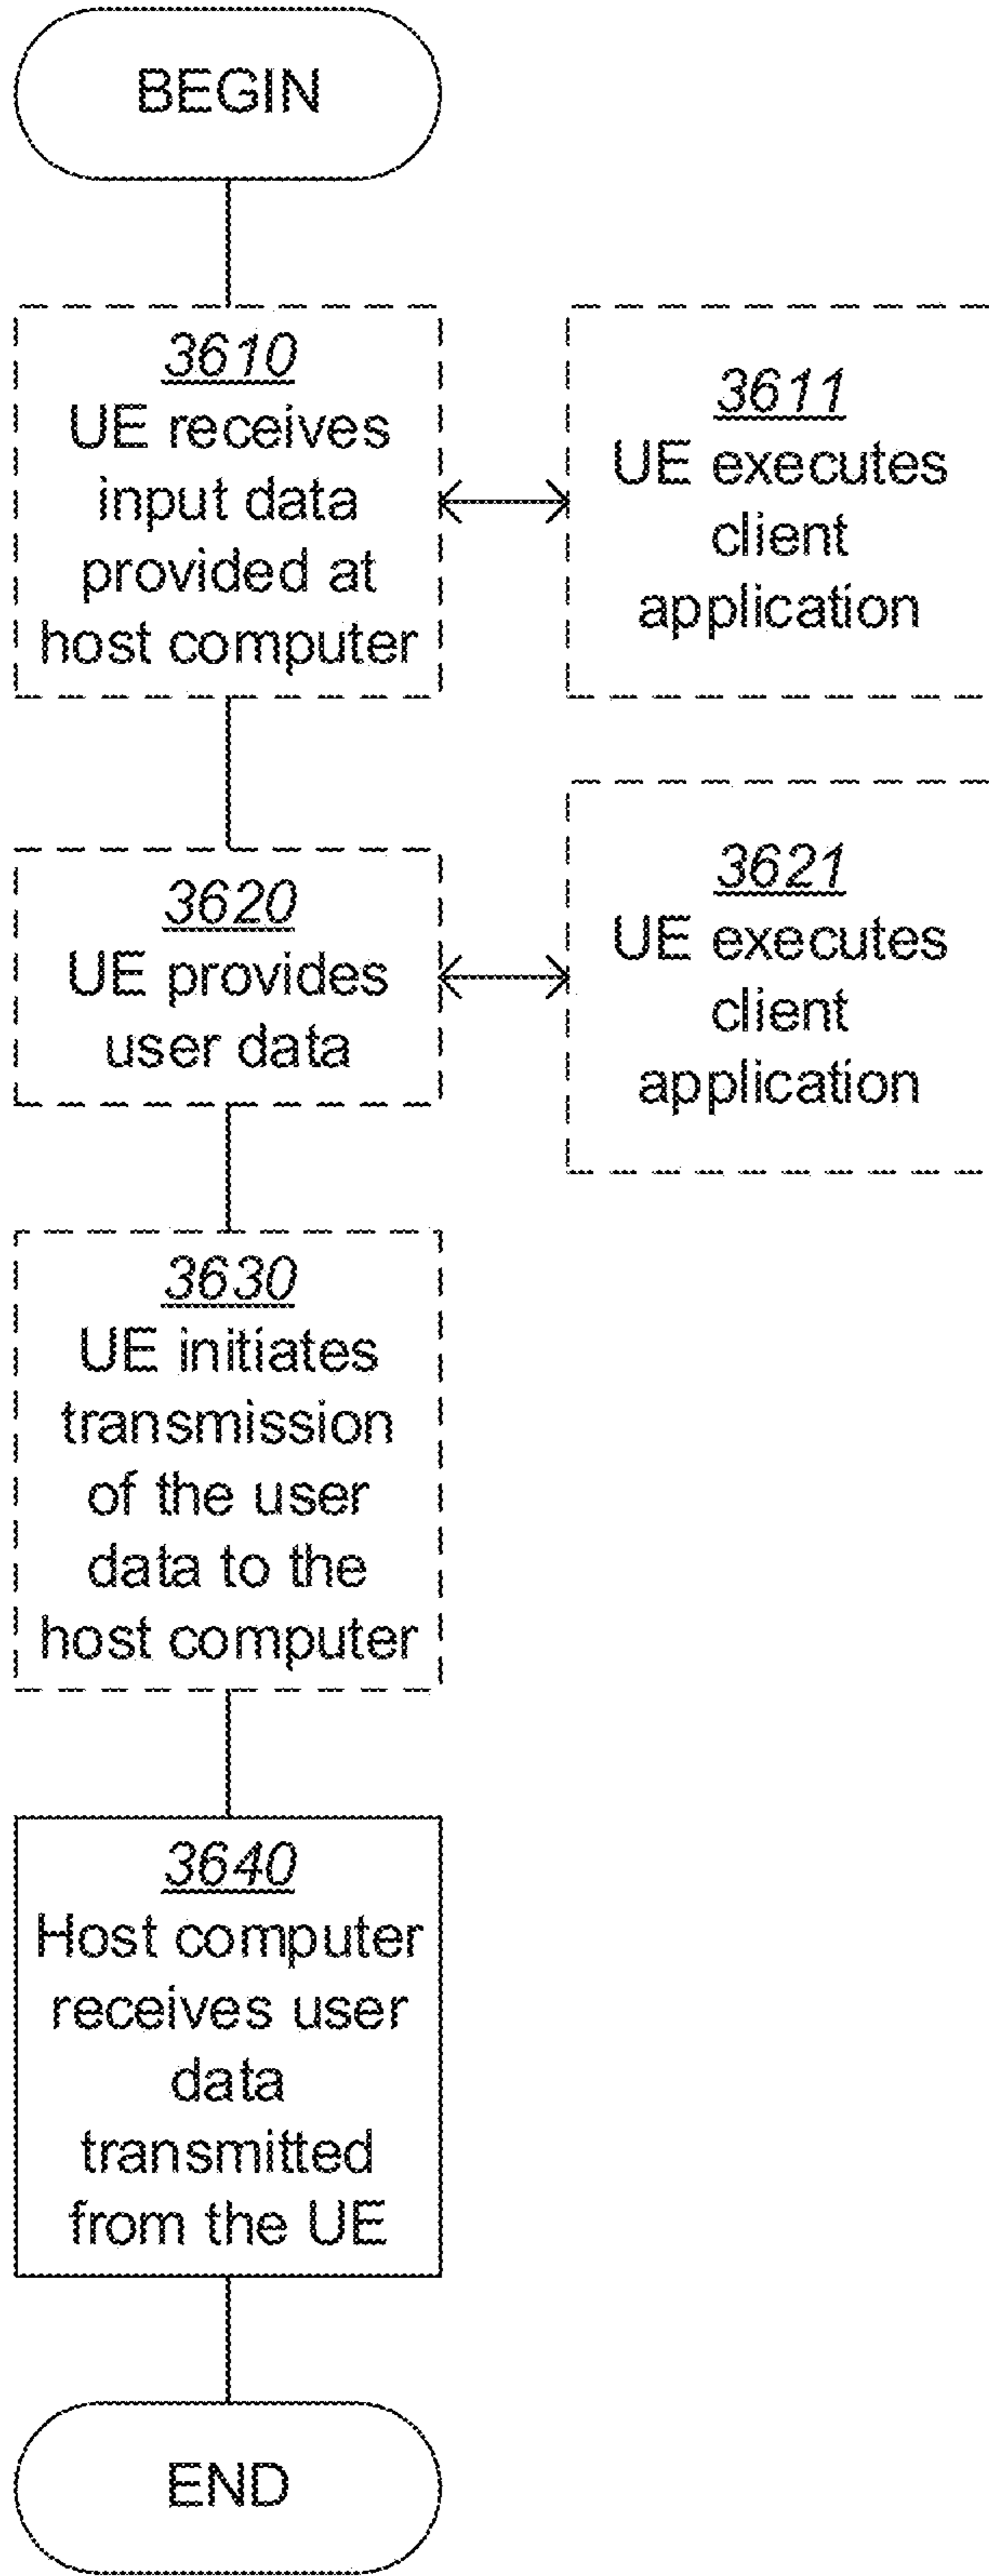 BEGIN
3610
UE receives
input data
provided at
host computer
3611
UE executes
client
application
3620
UE provides
user data
3621
UE executes
client
application
3630
UE initiates
transmission
of the user
data to the
host computer
3640
Host computer
receives user
data
transmitted
from the UE
END